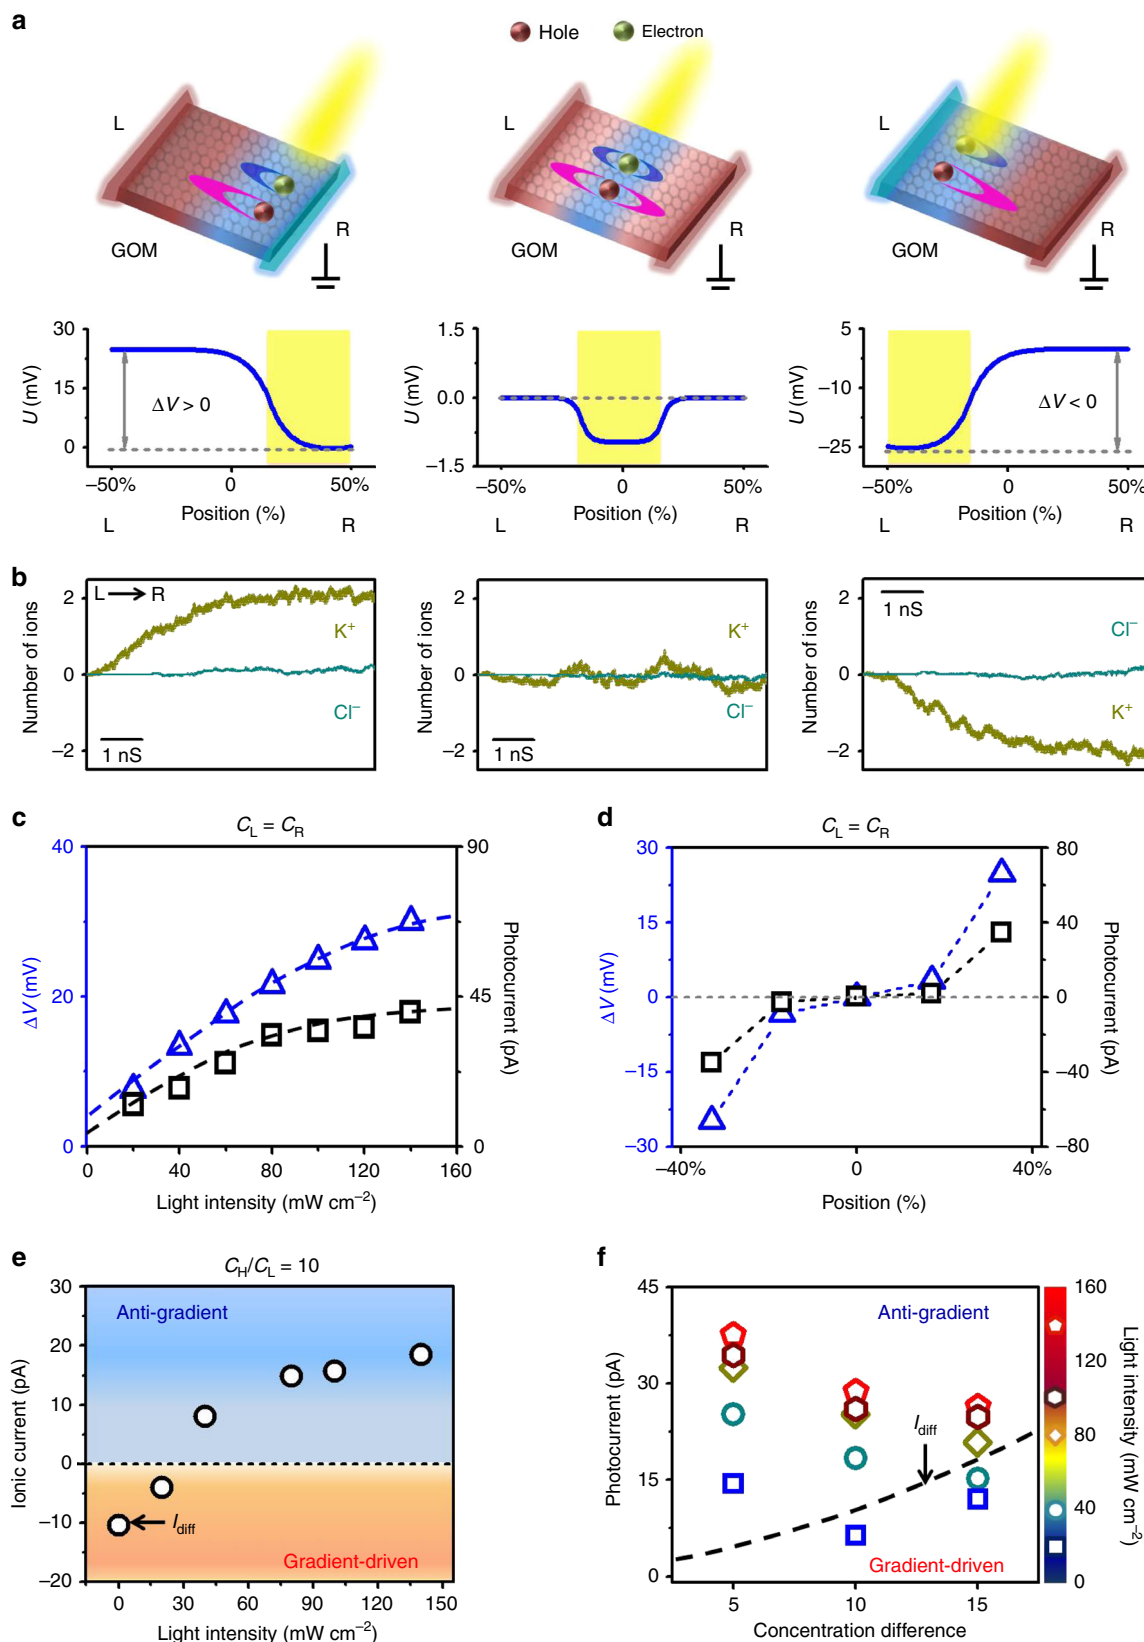 a
Hole
Electron
L
GOM
R
L
GOM
R
L
R
30
15
0
U (mV)
ΔV > 0
−50%
0
50%
Position (%)
L
R
1.5
0.0
−1.5
U (mV)
−50%
0
50%
Position (%)
L
R
5
−10
−25
U (mV)
ΔV < 0
−50%
0
50%
Position (%)
L
R
b
2
0
−2
Number of ions
L → R
K+
Cl−
1 nS
2
0
−2
Number of ions
K+
Cl−
1 nS
2
0
−2
Number of ions
1 nS
Cl−
K+
c
CL = CR
40
20
0
ΔV (mV)
90
45
0
Photocurrent (pA)
0
40
80
120
160
Light intensity (mW cm−2)
d
CL = CR
30
15
0
−15
−30
ΔV (mV)
80
40
0
−40
−80
Photocurrent (pA)
−40%
0
40%
Position (%)
e
CH/CL = 10
30
20
10
0
−10
−20
Ionic current (pA)
Anti-gradient
Idiff
Gradient-driven
0
30
60
90
120
150
Light intensity (mW cm−2)
f
45
30
15
0
Photocurrent (pA)
Anti-gradient
Idiff
Gradient-driven
5
10
15
Concentration difference
160
120
80
40
0
Light intensity (mW cm−2)